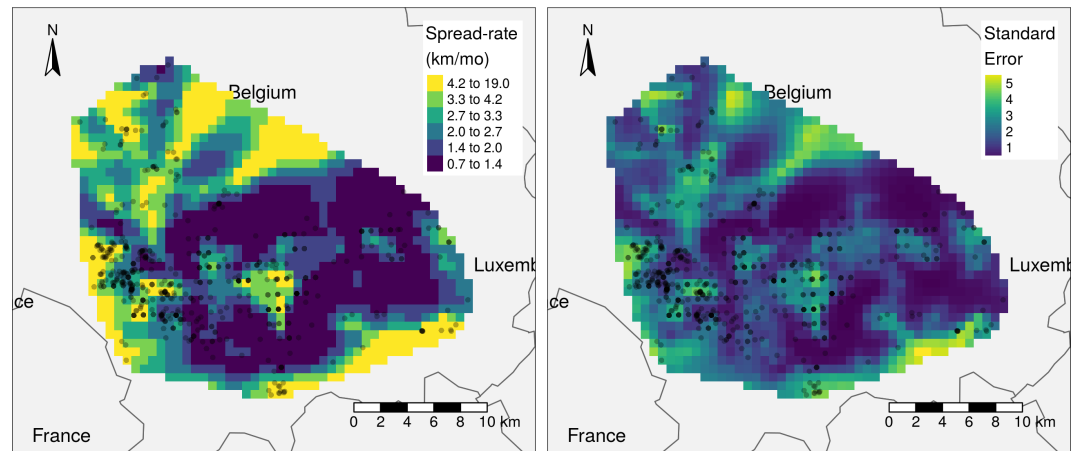 N
Spread-rate
(km/mo)
4.2 to 19.0
3.3 to 4.2
2.7 to 3.3
2.0 to 2.7
1.4 to 2.0
0.7 to 1.4
Belgium
Luxemb
ce
0 2 4 6 8 10 km
France
N
Standard
Error
5
4
3
2
1
Belgium
Luxemb
ce
0 2 4 6 8 10 km
France